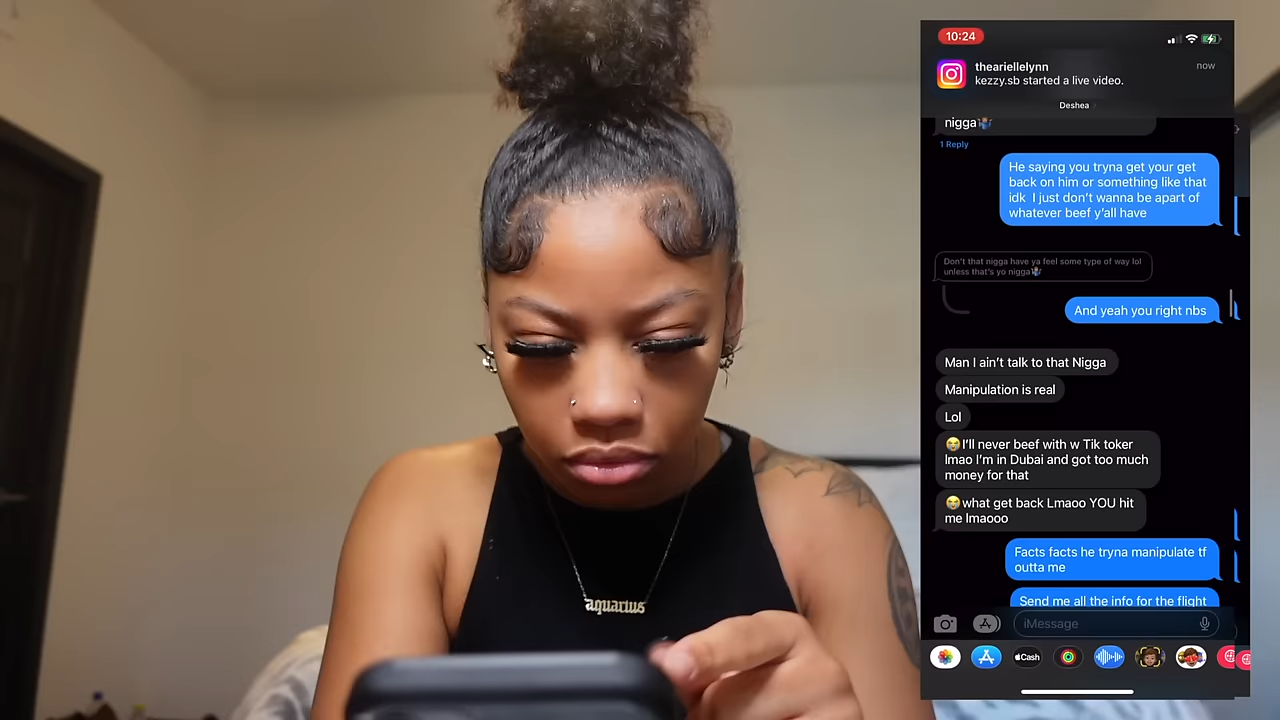 aquarius
10:24
thearielle​lynn
now
kezzy.sb started a live video.
Deshea
nigga🤷🏽‍♂️
1 Reply
He saying you tryna get your get
back on him or something like that
idk I just don’t wanna be apart of
whatever beef y’all have
Don't that nigga have ya feel some type of way lol
unless that's yo nigga🤷🏽‍♂️
And yeah you right nbs
Man I ain’t talk to that Nigga
Manipulation is real
Lol
😭I’ll never beef with w Tik toker
lmao I’m in Dubai and got too much
money for that
😭what get back Lmaoo YOU hit
me lmaooo
Facts facts he tryna manipulate tf
outta me
Send me all the info for the flight
iMessage
Cash